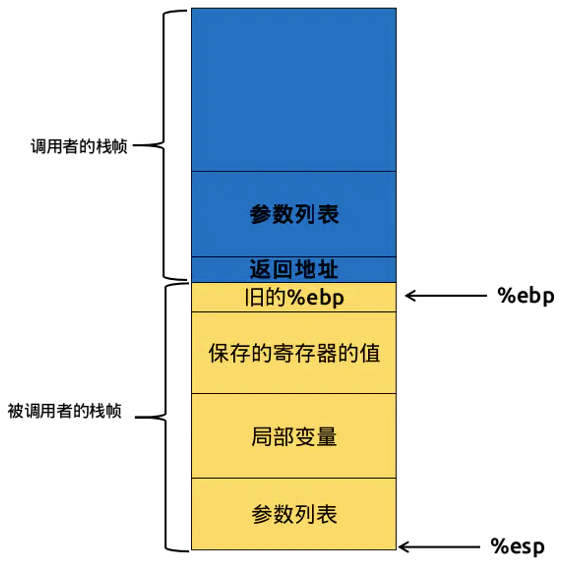 调用者的栈帧
参数列表
返回地址
旧的%ebp
%ebp
保存的寄存器的值
被调用者的栈帧
局部变量
参数列表
%esp